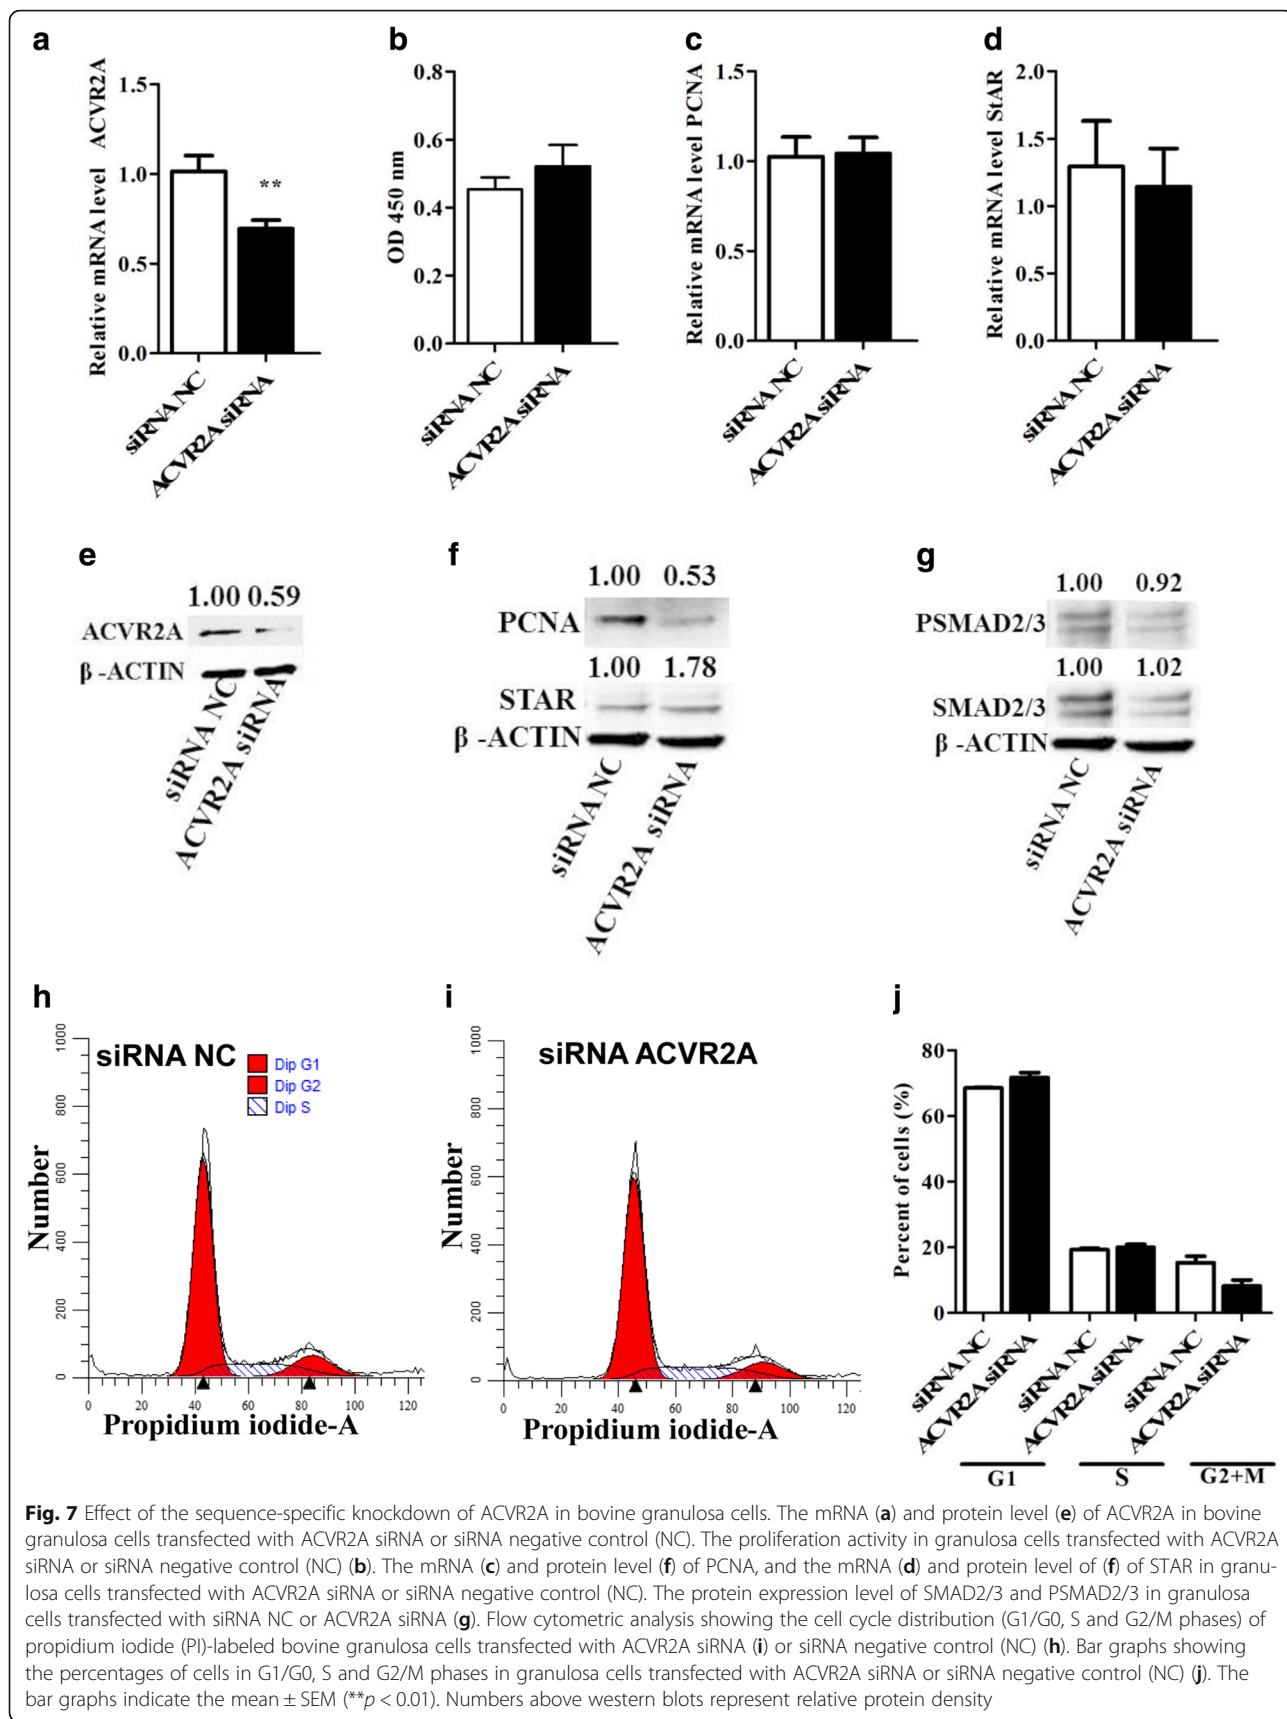 a
b
c
d
Relative mRNA level ACVR2A
1.5
1.0
0.5
0.0
**
siRNA NC
ACVR2A siRNA
OD 450 nm
0.8
0.6
0.4
0.2
0.0
siRNA NC
ACVR2A siRNA
Relative mRNA level PCNA
1.5
1.0
0.5
0.0
siRNA NC
ACVR2A siRNA
Relative mRNA level StAR
2.0
1.5
1.0
0.5
0.0
siRNA NC
ACVR2A siRNA
e
1.00 0.59
ACVR2A
β -ACTIN
siRNA NC
ACVR2A siRNA
f
1.00 0.53
PCNA
1.00 1.78
STAR
β -ACTIN
siRNA NC
ACVR2A siRNA
g
1.00 0.92
PSMAD2/3
1.00 1.02
SMAD2/3
β -ACTIN
siRNA NC
ACVR2A siRNA
h
siRNA NC
Dip G1
Dip G2
Dip S
Number
1000
800
600
400
200
0
0 20 40 60 80 100 120
Propidium iodide-A
i
siRNA ACVR2A
Number
1000
800
600
400
200
0
0 20 40 60 80 100 120
Propidium iodide-A
j
Percent of cells (%)
80
60
40
20
0
siRNA NC
ACVR2A siRNA
siRNA NC
ACVR2A siRNA
siRNA NC
ACVR2A siRNA
G1 S G2+M
Fig. 7 Effect of the sequence-specific knockdown of ACVR2A in bovine granulosa cells. The mRNA (a) and protein level (e) of ACVR2A in bovine
granulosa cells transfected with ACVR2A siRNA or siRNA negative control (NC). The proliferation activity in granulosa cells transfected with ACVR2A
siRNA or siRNA negative control (NC) (b). The mRNA (c) and protein level (f) of PCNA, and the mRNA (d) and protein level of (f) of STAR in granu-
losa cells transfected with ACVR2A siRNA or siRNA negative control (NC). The protein expression level of SMAD2/3 and PSMAD2/3 in granulosa
cells transfected with siRNA NC or ACVR2A siRNA (g). Flow cytometric analysis showing the cell cycle distribution (G1/G0, S and G2/M phases) of
propidium iodide (PI)-labeled bovine granulosa cells transfected with ACVR2A siRNA (i) or siRNA negative control (NC) (h). Bar graphs showing
the percentages of cells in G1/G0, S and G2/M phases in granulosa cells transfected with ACVR2A siRNA or siRNA negative control (NC) (j). The
bar graphs indicate the mean ± SEM (**p < 0.01). Numbers above western blots represent relative protein density